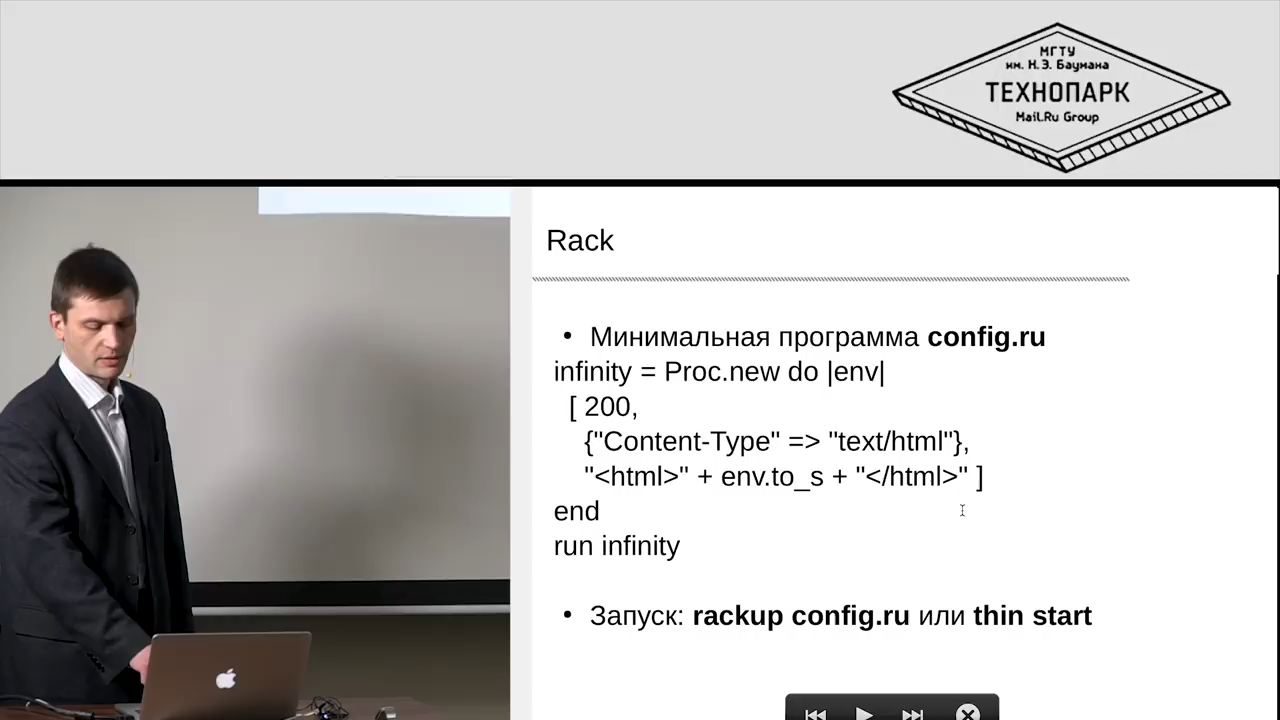 МГТУ
им. Н.Э. Баумана
ТЕХНОПАРК
Mail.Ru Group
Rack
• Минимальная программа config.ru
infinity = Proc.new do |env|
[ 200,
{"Content-Type" => "text/html"},
"<html>" + env.to_s + "</html>" ]
end
run infinity
• Запуск: rackup config.ru или thin start